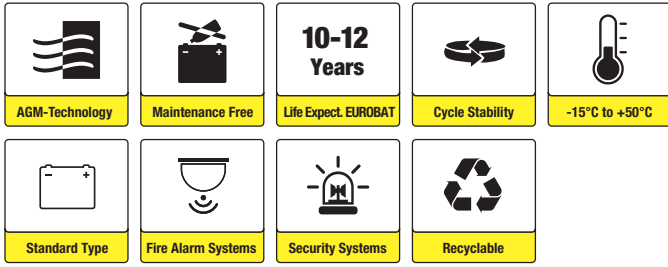 10-12
Years
AGM-Technology
Maintenance Free
Life Expect. EUROBAT
Cycle Stability
-15°C to +50°C
Standard Type
Fire Alarm Systems
Security Systems
Recyclable